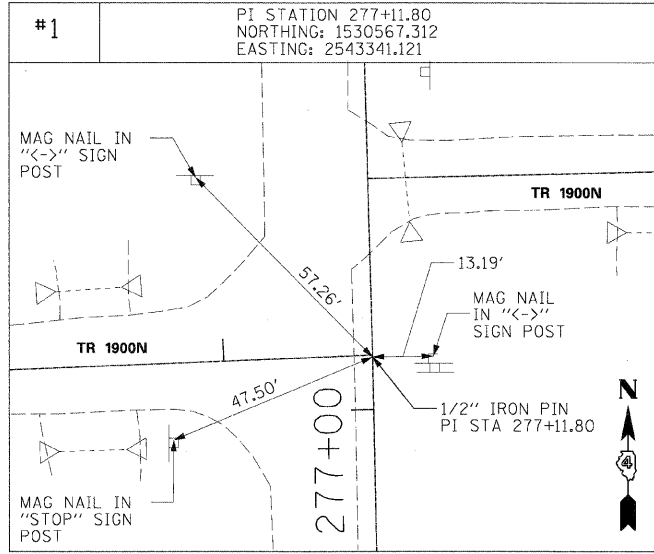 #1
PI STATION 277+11.80
NORTHING: 1530567.312
EASTING: 2543341.121
MAG NAIL IN
"<->" SIGN
POST
TR 1900N
57.26'
13.19'
MAG NAIL
IN "<->"
SIGN POST
TR 1900N
47.50'
277+00
1/2" IRON PIN
PI STA 277+11.80
N
4
MAG NAIL IN
"STOP" SIGN
POST